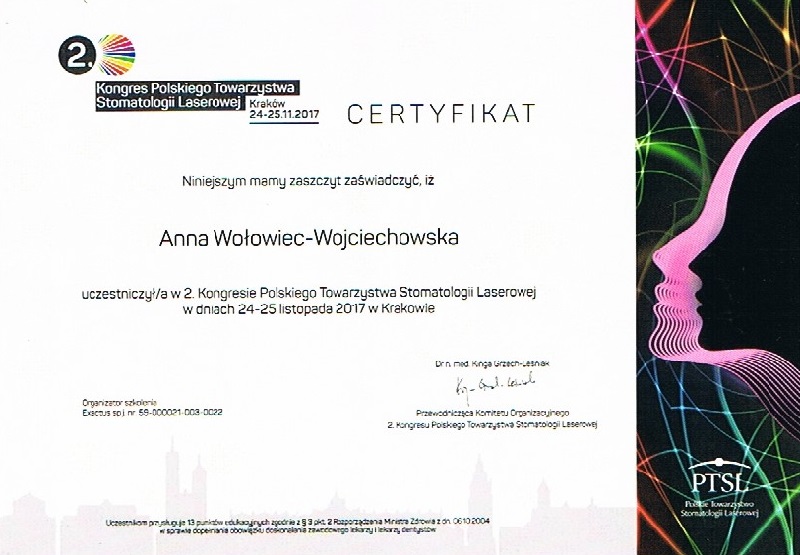 2.
Kongres Polskiego Towarzystwa
Stomatologii Laserowej
Kraków
24-25.11.2017
CERTYFIKAT
Niniejszym mamy zaszczyt zaświadczyć, iż
Anna Wołowiec-Wojciechowska
uczestniczył/a w 2. Kongresie Polskiego Towarzystwa Stomatologii Laserowej
w dniach 24-25 listopada 2017 w Krakowie
Dr n. med. Kinga Grzech-Leśniak
Przewodnicząca Komitetu Organizacyjnego
2. Kongresu Polskiego Towarzystwa Stomatologii Laserowej
Organizator szkolenia
Exactus sp.j. nr 59-000021-003-0022
Uczestnikom przysługuje 13 punktów edukacyjnych zgodnie z § 3 pkt. 2 Rozporządzenia Ministra Zdrowia z dn. 06.10.2004
w sprawie dopełniania obowiązku doskonalenia zawodowego lekarzy i lekarzy dentystów
PTSL
Polskie Towarzystwo
Stomatologii Laserowej